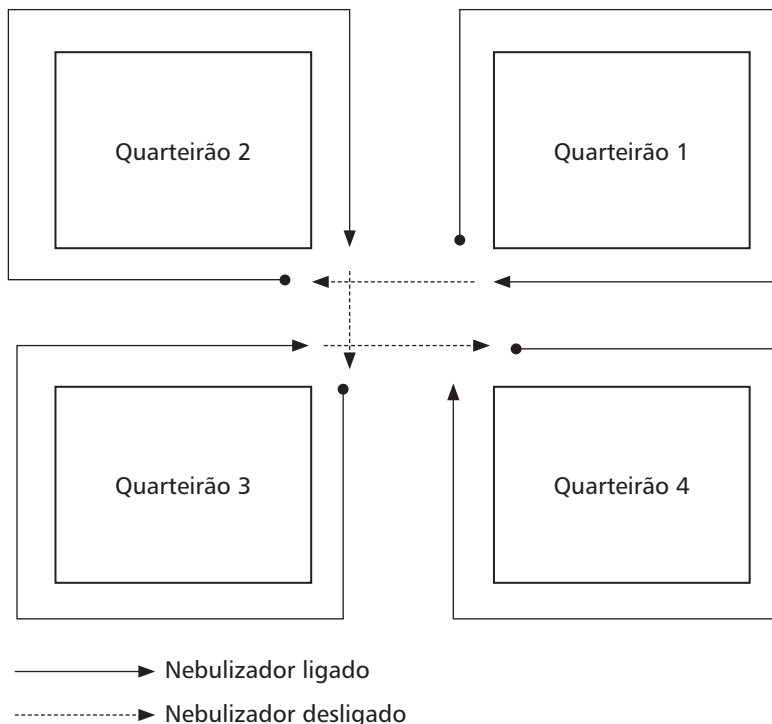 Quarteirão 2
Quarteirão 1
Quarteirão 3
Quarteirão 4
Nebulizador ligado
Nebulizador desligado